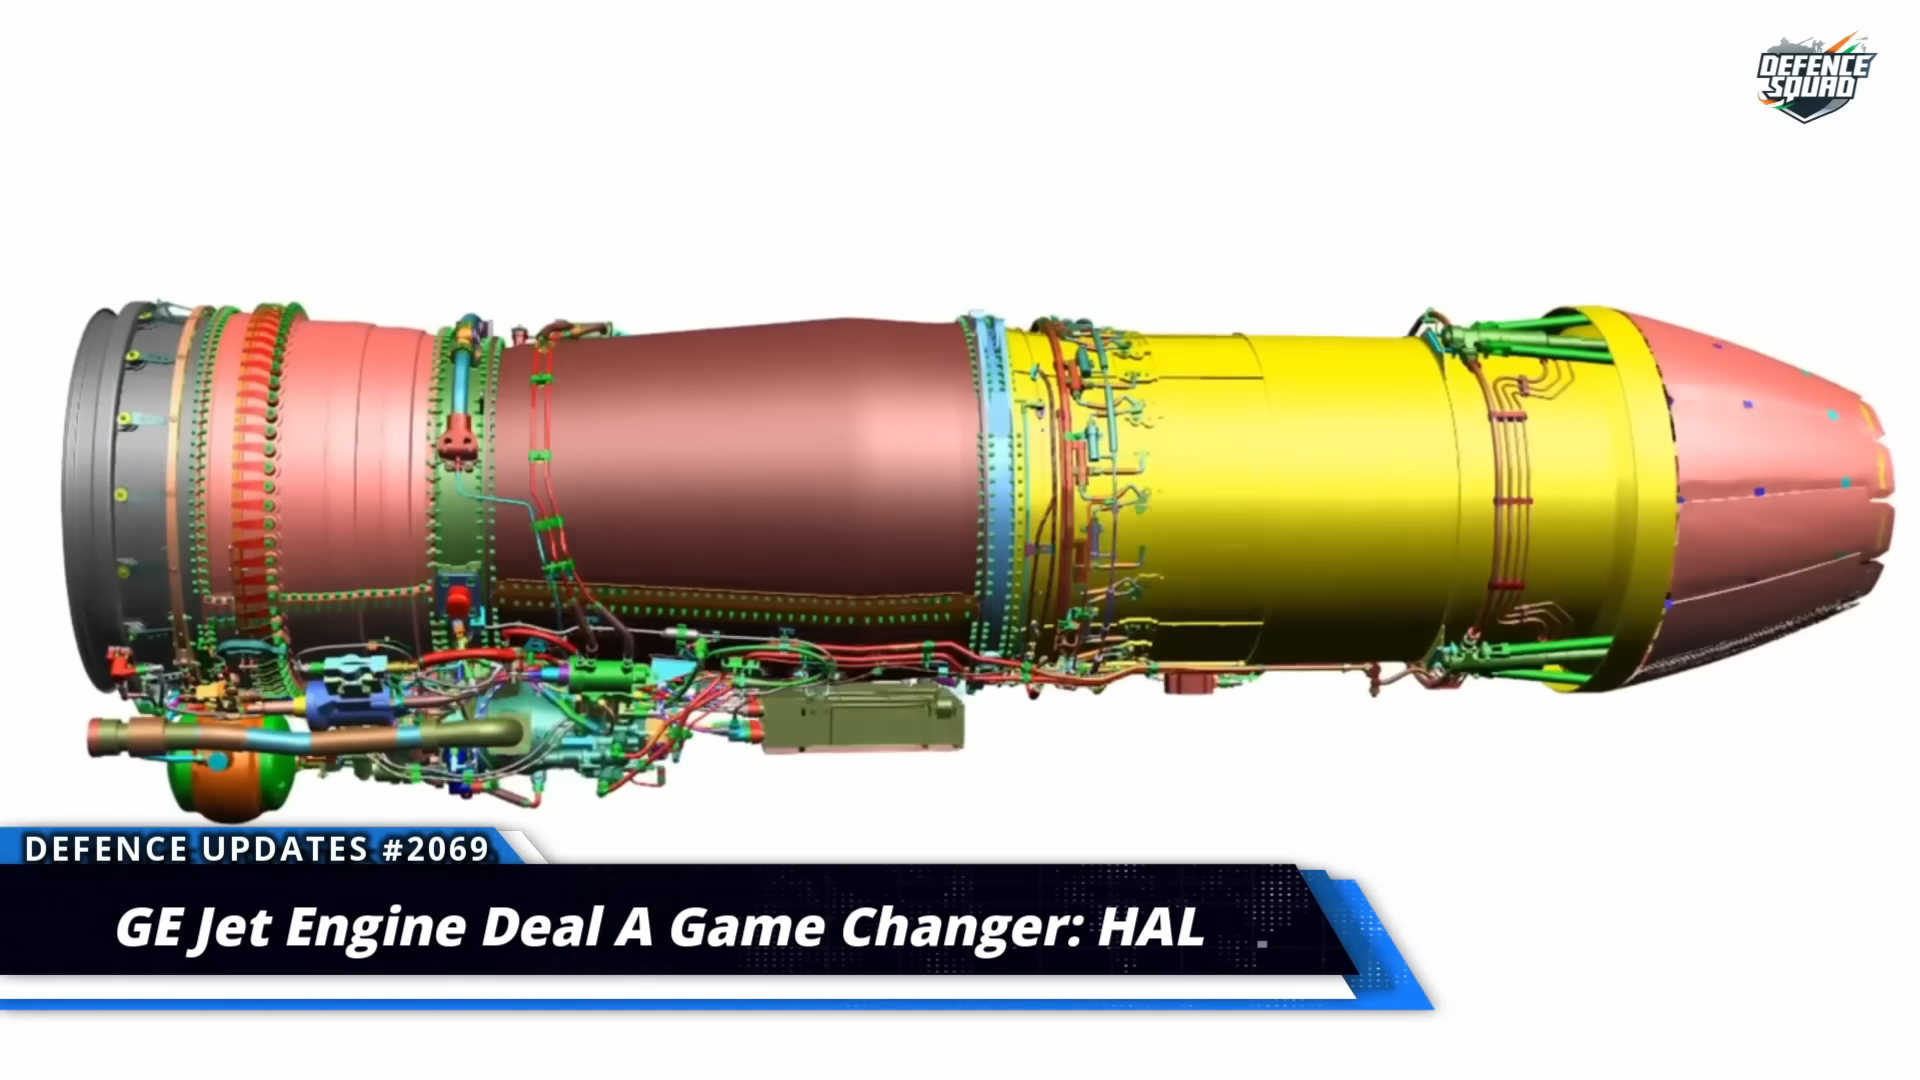 DEFENCE
SQUAD
DEFENCE UPDATES #2069
GE Jet Engine Deal A Game Changer: HAL